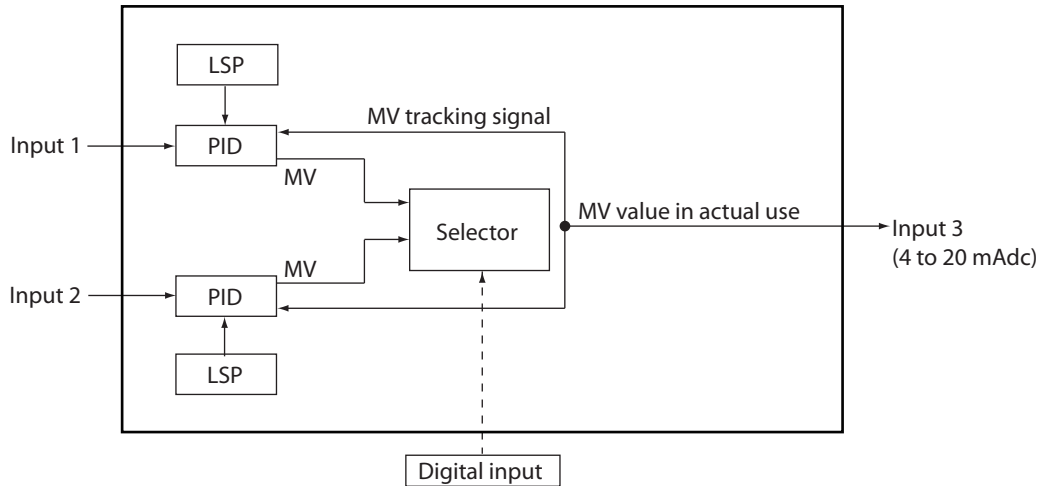 LSP
MV tracking signal
Input 1
PID
MV
MV value in actual use
Selector
Input 3
(4 to 20 mAdc)
MV
Input 2
PID
LSP
Digital input